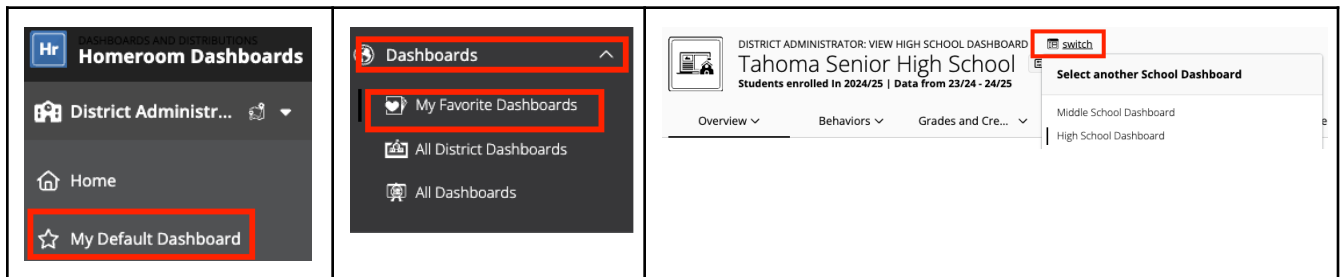 Hr
DASHBOARDS AND DISTRIBUTIONS
Homeroom Dashboards
District Administr...
Home
My Default Dashboard
Dashboards
My Favorite Dashboards
All District Dashboards
All Dashboards
DISTRICT ADMINISTRATOR: VIEW HIGH SCHOOL DASHBOARD switch
Tahoma Senior High School
Students enrolled In 2024/25 | Data from 23/24 - 24/25
Select another School Dashboard
Middle School Dashboard
High School Dashboard
Overview Behaviors Grades and Cre...